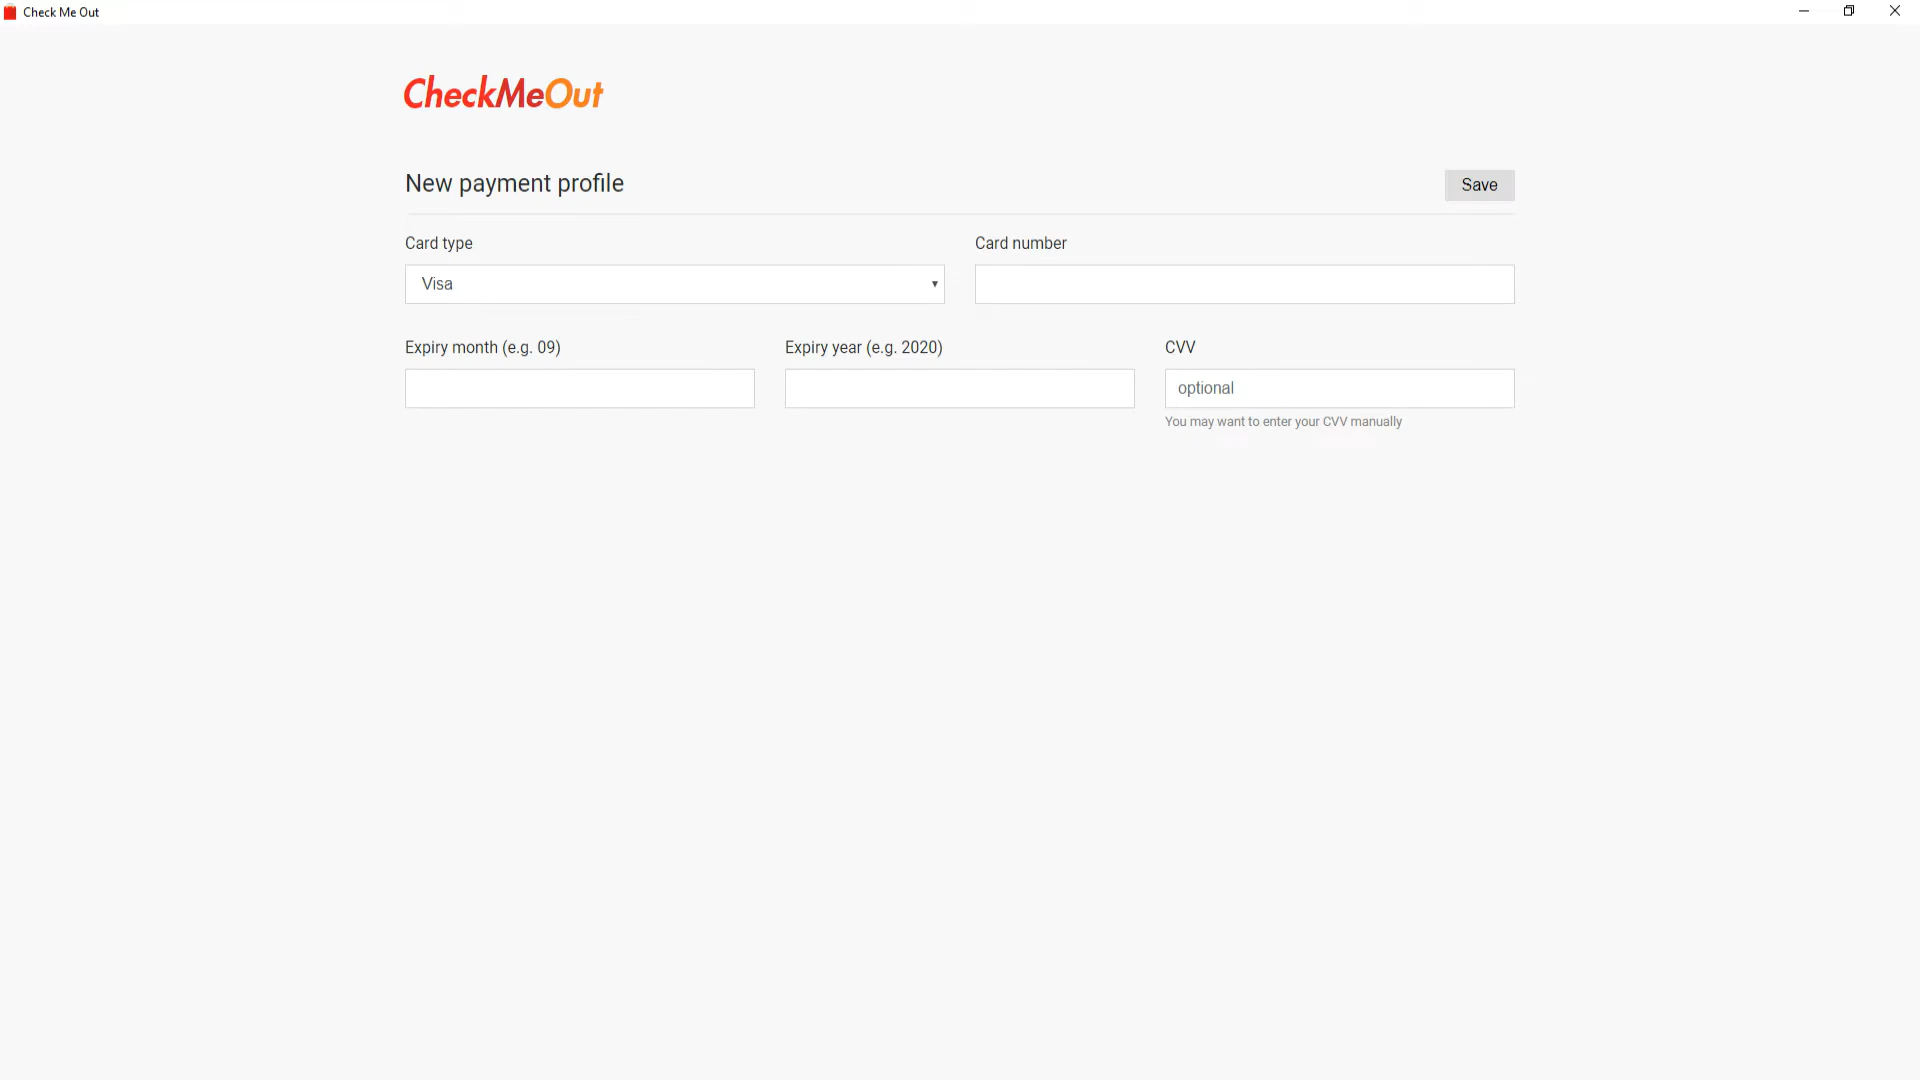 Check Me Out
CheckMeOut
New payment profile
Save
Card type
Card number
Visa
Expiry month (e.g. 09)
Expiry year (e.g. 2020)
CVV
optional
You may want to enter your CVV manually